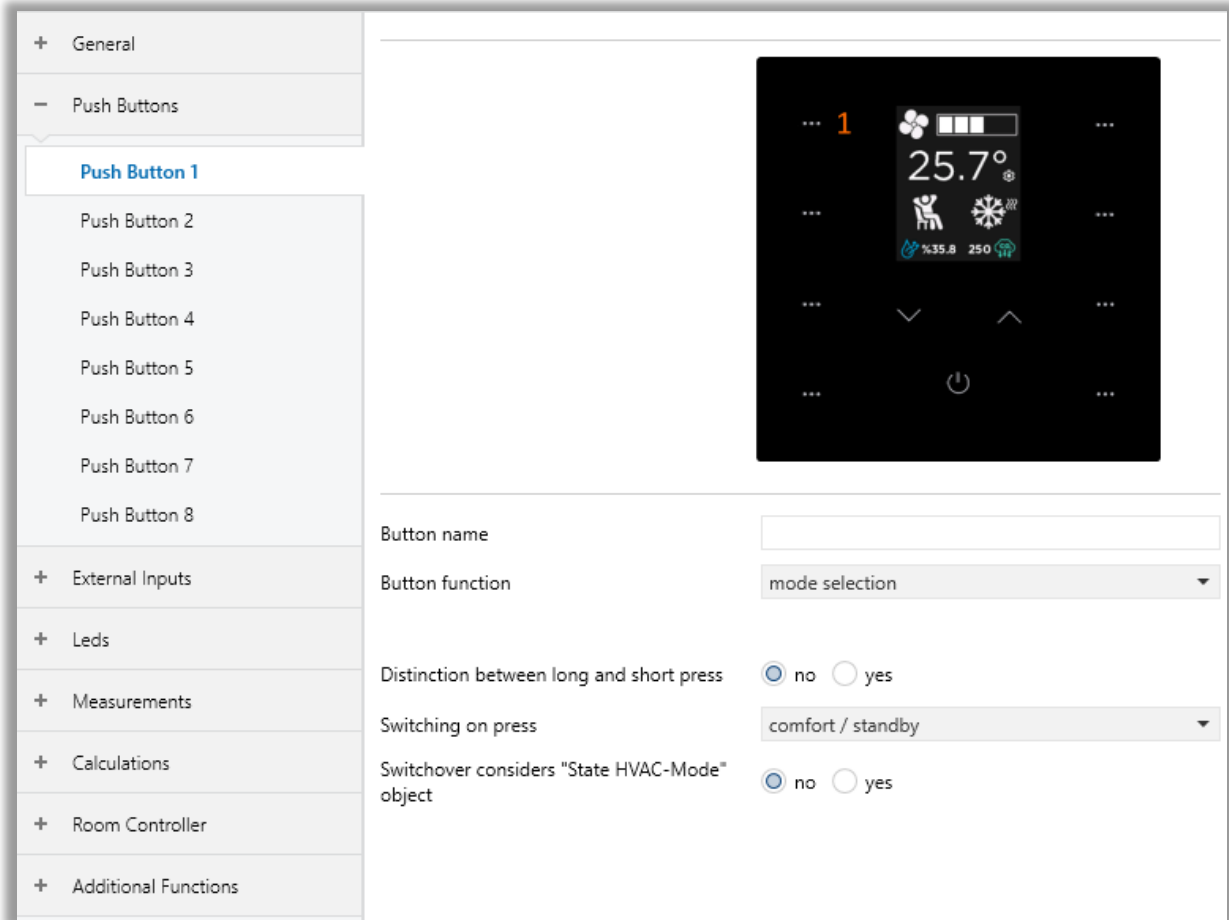 General
Push Buttons
Push Button 1
Push Button 2
Push Button 3
Push Button 4
Push Button 5
Push Button 6
Push Button 7
Push Button 8
External Inputs
Leds
Measurements
Calculations
Room Controller
Additional Functions
1
25.7°
%35.8 250
Button name
Button function mode selection
Distinction between long and short press no yes
Switching on press comfort / standby
Switchover considers "State HVAC-Mode"
object no yes